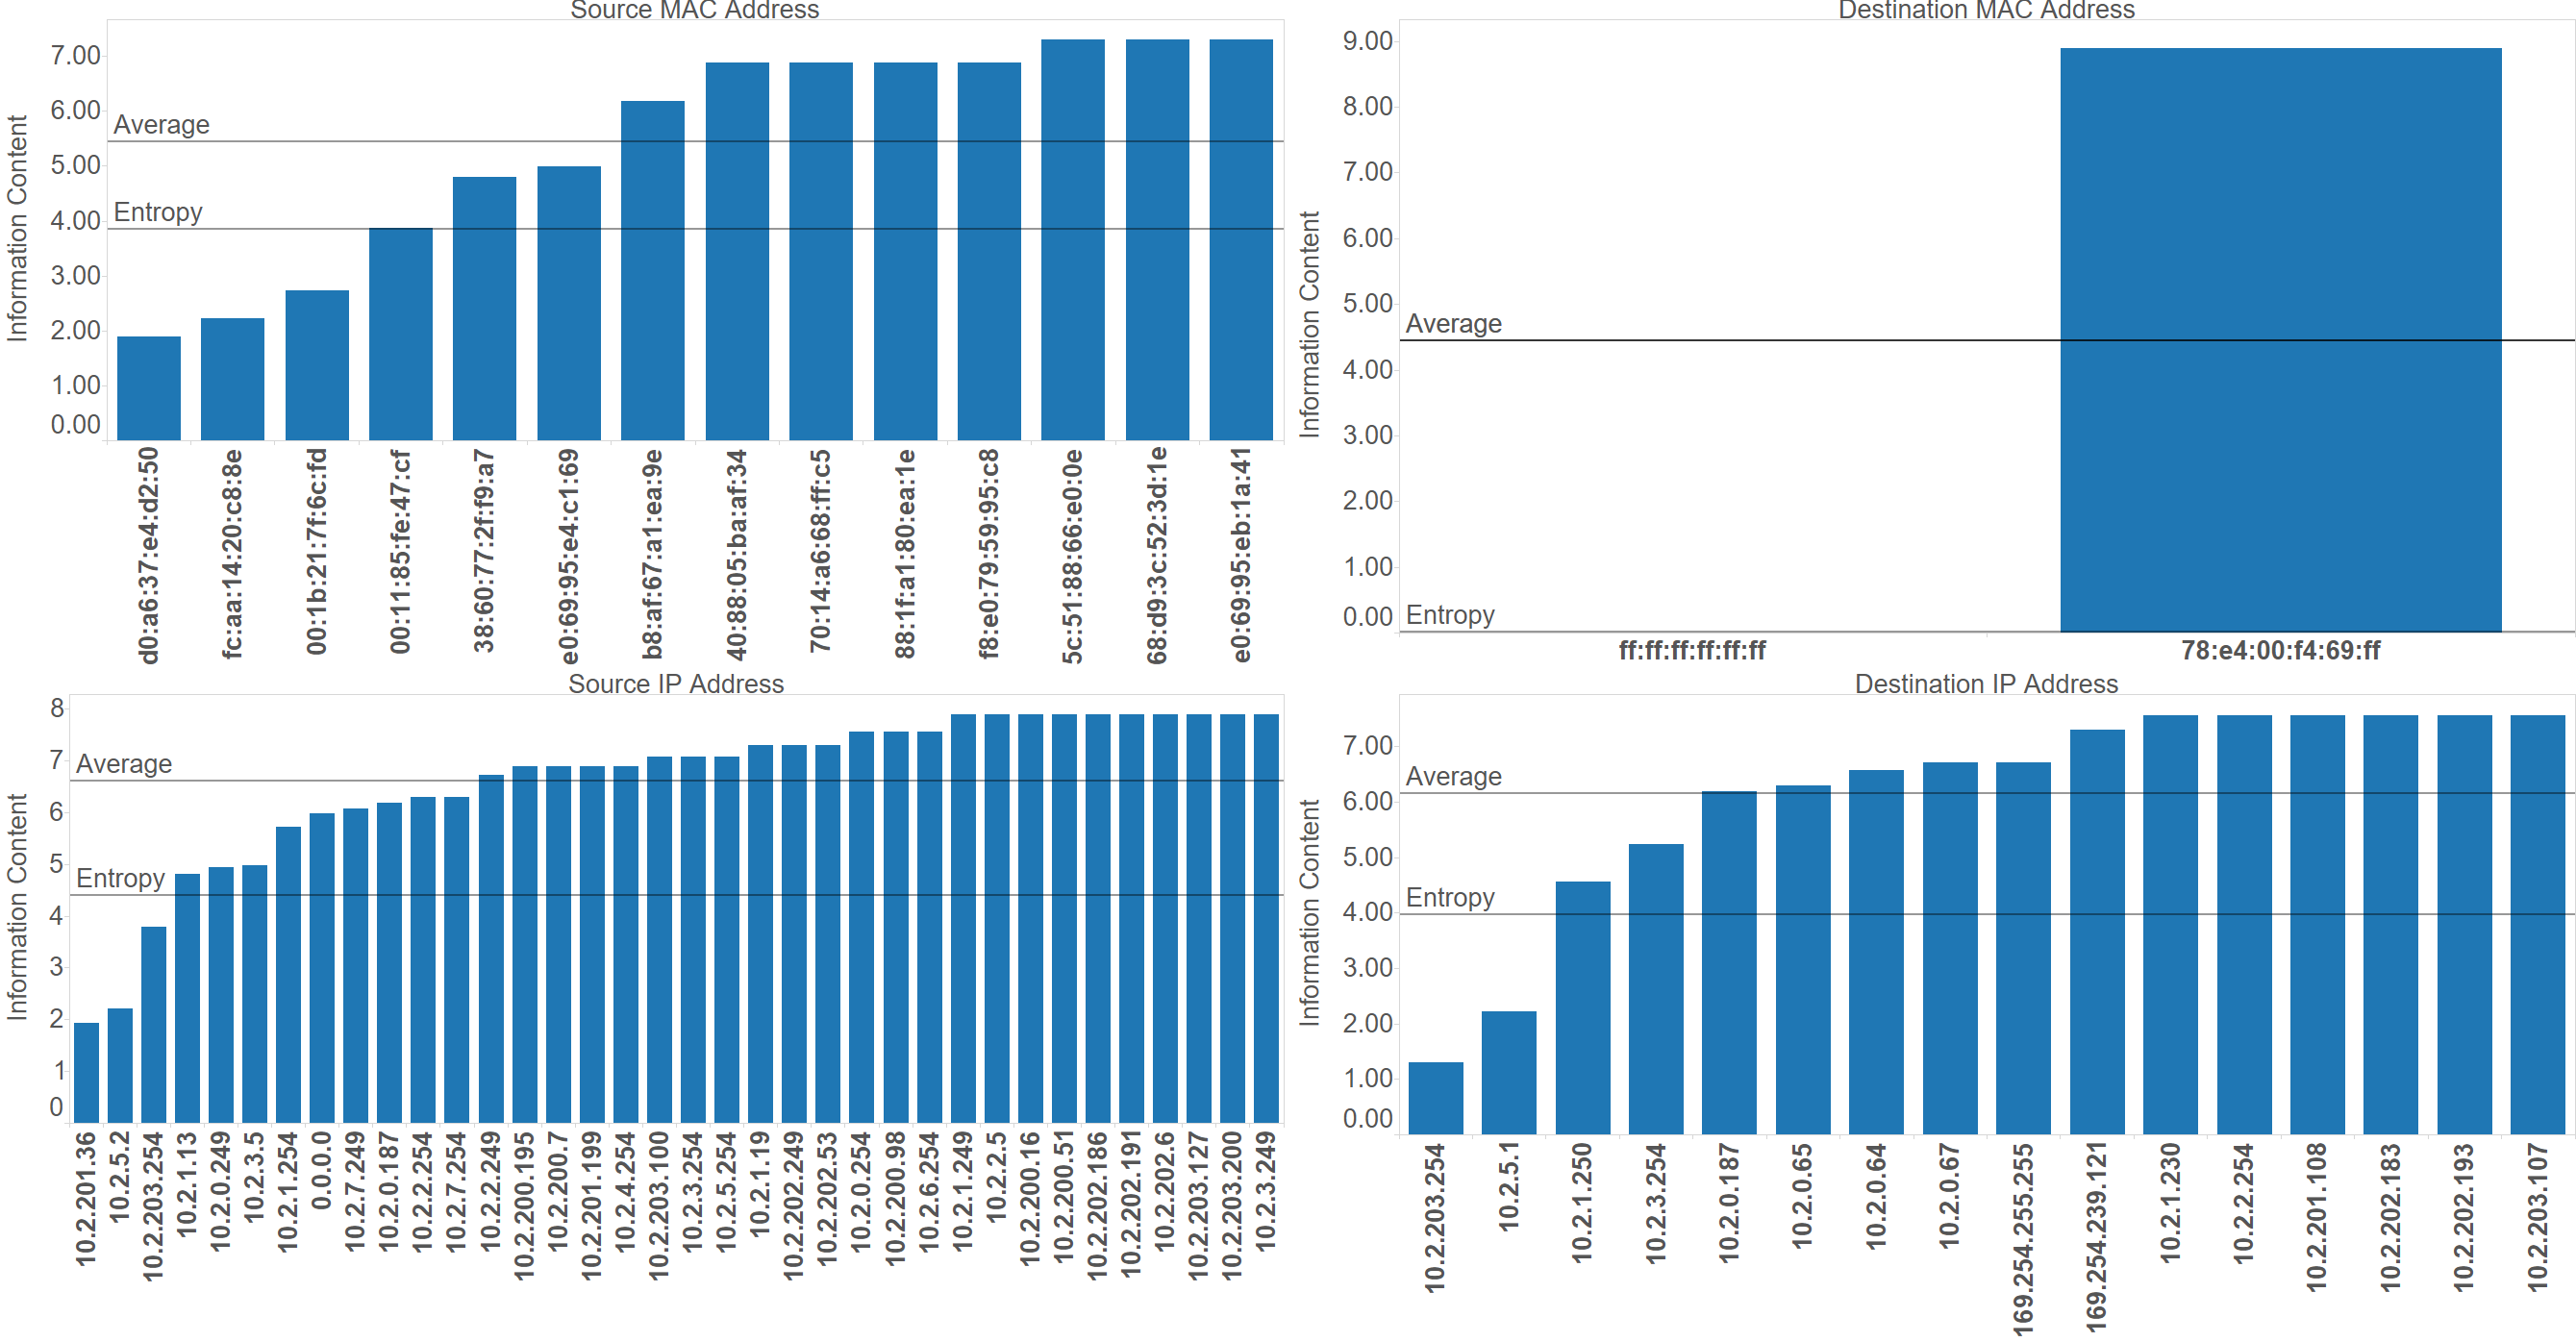 Source MAC Address
Information Content
7.00
6.00
5.00
4.00
3.00
2.00
1.00
0.00
Average
Entropy
d0:a6:37:e4:d2:50
fc:aa:14:20:c8:8e
00:1b:21:7f:6c:fd
00:11:85:fe:47:cf
38:60:77:2f:f9:a7
e0:69:95:e4:c1:69
b8:af:67:a1:ea:9e
40:88:05:ba:af:34
70:14:a6:68:ff:c5
88:1f:a1:80:ea:1e
f8:e0:79:59:95:c8
5c:51:88:66:e0:0e
68:d9:3c:52:3d:1e
e0:69:95:eb:1a:41
Destination MAC Address
Information Content
9.00
8.00
7.00
6.00
5.00
4.00
3.00
2.00
1.00
0.00
Average
Entropy
ff:ff:ff:ff:ff:ff
78:e4:00:f4:69:ff
Source IP Address
Information Content
8
7
6
5
4
3
2
1
0
Average
Entropy
10.2.201.36
10.2.5.2
10.2.203.254
10.2.1.13
10.2.0.249
10.2.3.5
10.2.1.254
0.0.0.0
10.2.7.249
10.2.0.187
10.2.2.254
10.2.7.254
10.2.2.249
10.2.200.195
10.2.200.7
10.2.201.199
10.2.4.254
10.2.203.100
10.2.3.254
10.2.5.254
10.2.1.19
10.2.202.249
10.2.202.53
10.2.0.254
10.2.200.98
10.2.6.254
10.2.1.249
10.2.2.5
10.2.200.16
10.2.200.51
10.2.202.186
10.2.202.191
10.2.202.6
10.2.203.127
10.2.203.200
10.2.3.249
Destination IP Address
Information Content
7.00
6.00
5.00
4.00
3.00
2.00
1.00
0.00
Average
Entropy
10.2.203.254
10.2.5.1
10.2.1.250
10.2.3.254
10.2.0.187
10.2.0.65
10.2.0.64
10.2.0.67
169.254.255.255
169.254.239.121
10.2.1.230
10.2.2.254
10.2.201.108
10.2.202.183
10.2.202.193
10.2.203.107